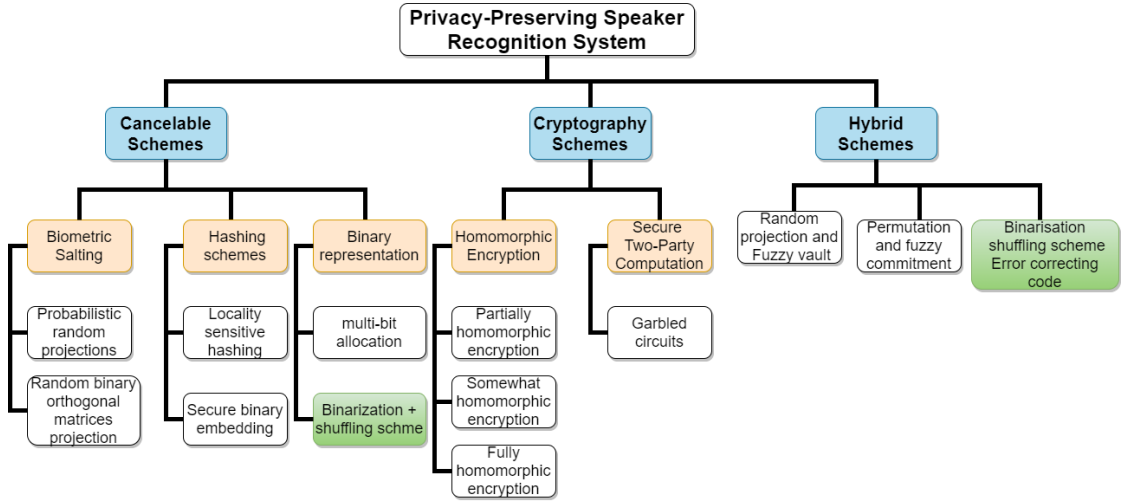 Privacy-Preserving Speaker
Recognition System
Cancelable
Schemes
Cryptography
Schemes
Hybrid
Schemes
Biometric
Salting
Hashing
schemes
Binary
representation
Homomorphic
Encryption
Secure
Two-Party
Computation
Random
projection and
Fuzzy vault
Permutation
and fuzzy
commitment
Binarisation
shuffling scheme
Error correcting
code
Probabilistic
random
projections
Locality
sensitive
hashing
multi-bit
allocation
Partially
homomorphic
encryption
Garbled
circuits
Random binary
orthogonal
matrices
projection
Secure binary
embedding
Binarization +
shuffling schme
Somewhat
homomorphic
encryption
Fully
homomorphic
encryption